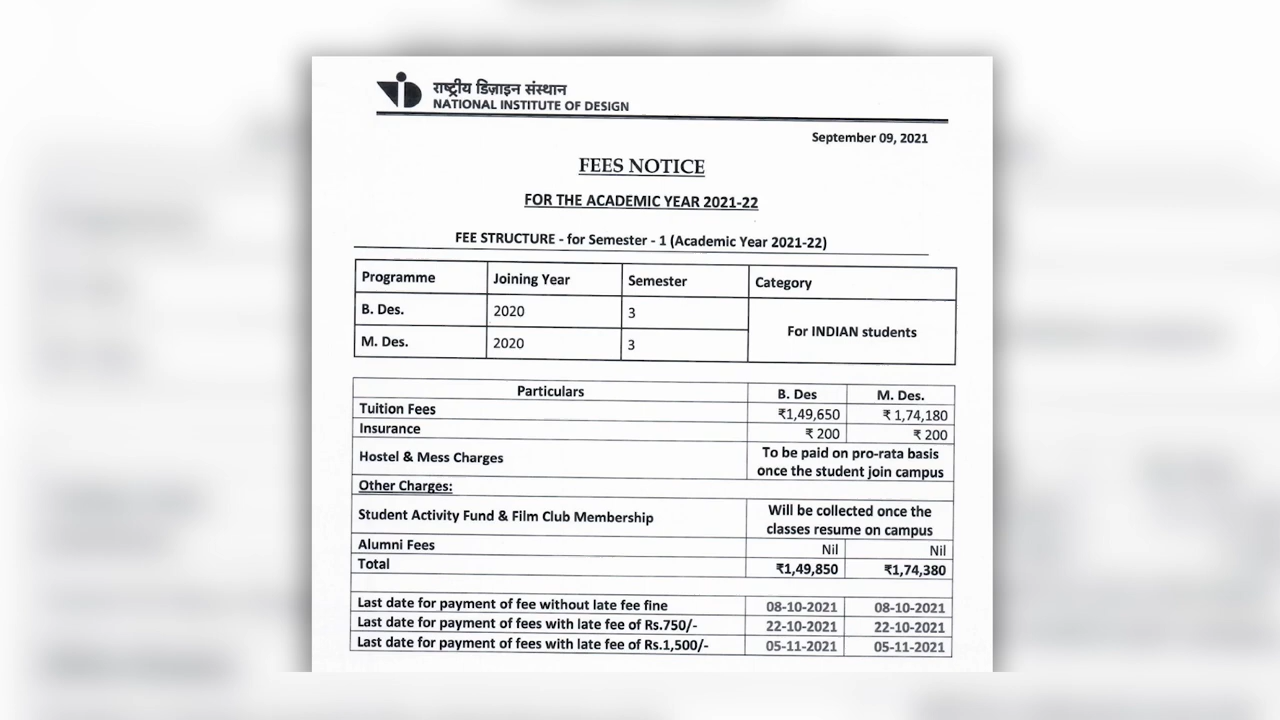 राष्ट्रीय डिज़ाइन संस्थान
NATIONAL INSTITUTE OF DESIGN
September 09, 2021
FEES NOTICE
FOR THE ACADEMIC YEAR 2021-22
FEE STRUCTURE - for Semester - 1 (Academic Year 2021-22)
Programme Joining Year Semester Category
B. Des. 2020 3
For INDIAN students
M. Des. 2020 3
Particulars B. Des M. Des.
Tuition Fees ₹1,49,650 ₹ 1,74,180
Insurance ₹ 200 ₹ 200
Hostel & Mess Charges To be paid on pro-rata basis
once the student join campus
Other Charges:
Student Activity Fund & Film Club Membership Will be collected once the
classes resume on campus
Alumni Fees Nil Nil
Total ₹1,49,850 ₹1,74,380
Last date for payment of fee without late fee fine 08-10-2021 08-10-2021
Last date for payment of fees with late fee of Rs.750/- 22-10-2021 22-10-2021
Last date for payment of fees with late fee of Rs.1,500/- 05-11-2021 05-11-2021